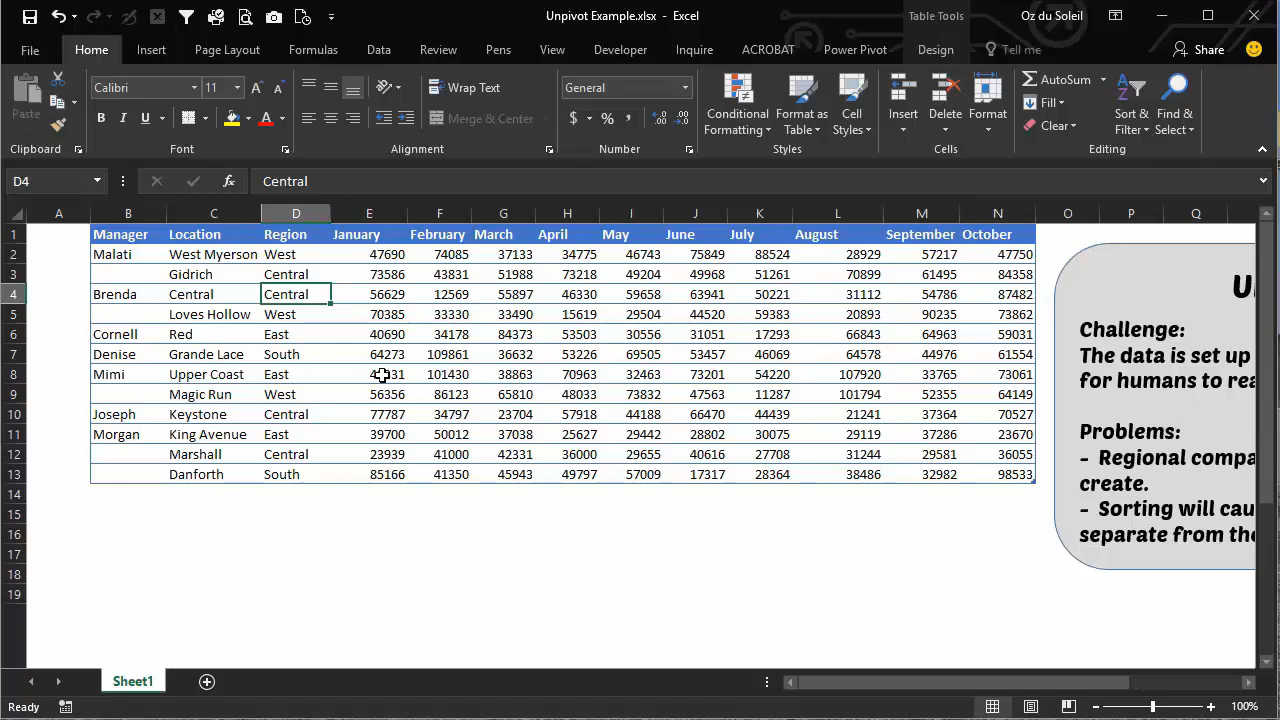 Unpivot Example.xlsx - Excel
Table Tools
Oz du Soleil
File Home Insert Page Layout Formulas Data Review Pens View Developer Inquire ACROBAT Power Pivot Design Tell me Share
Paste
Calibri 11
B I U
Wrap Text
Merge & Center
General
$ % ,
Conditional Formatting
Format as Table
Cell Styles
Insert Delete Format
AutoSum
Fill
Clear
Sort & Filter
Find & Select
Clipboard Font Alignment Number Styles Cells Editing
D4 fx Central
A B C D E F G H I J K L M N O P Q
1 Manager Location Region January February March April May June July August September October
2 Malati West Myerson West 47690 74085 37133 34775 46743 75849 88524 28929 57217 47750
3 Gidrich Central 73586 43831 51988 73218 49204 49968 51261 70899 61495 84358
4 Brenda Central Central 56629 12569 55897 46330 59658 63941 50221 31112 54786 87482
5 Loves Hollow West 70385 33330 33490 15619 29504 44520 59383 20893 90235 73862
6 Cornell Red East 40690 34178 84373 53503 30556 31051 17293 66843 64963 59031
7 Denise Grande Lace South 64273 109861 36632 53226 69505 53457 46069 64578 44976 61554
8 Mimi Upper Coast East 101430 38863 70963 32463 73201 54220 107920 33765 73061
9 Magic Run West 56356 86123 65810 48033 73832 47563 11287 101794 52355 64149
10 Joseph Keystone Central 77787 34797 23704 57918 44188 66470 44439 21241 37364 70527
11 Morgan King Avenue East 39700 50012 37038 25627 29442 28802 30075 29119 37286 23670
12 Marshall Central 23939 41000 42331 36000 29655 40616 27708 31244 29581 36055
13 Danforth South 85166 41350 45943 49797 57009 17317 28364 38486 32982 98533
14
15
16
17
18
19
Challenge:
The data is set up
for humans to rea
Problems:
- Regional compa
create.
- Sorting will cau
separate from the
Sheet1
Ready
100%